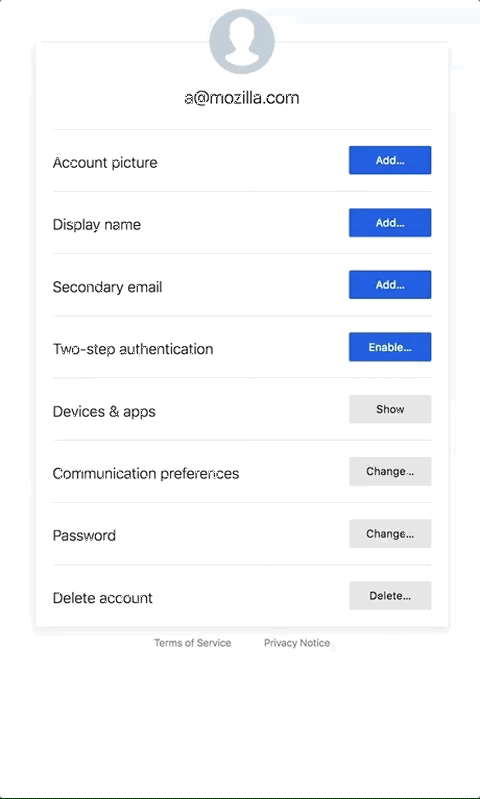 a@mozilla.com
Account picture Add...
Display name Add...
Secondary email Add...
Two-step authentication Enable...
Devices & apps Show
Communication preferences Change...
Password Change...
Delete account Delete...
Terms of Service Privacy Notice